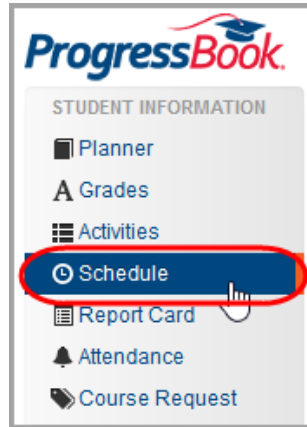 ProgressBook.
STUDENT INFORMATION
Planner
Grades
Activities
Schedule
Report Card
Attendance
Course Request